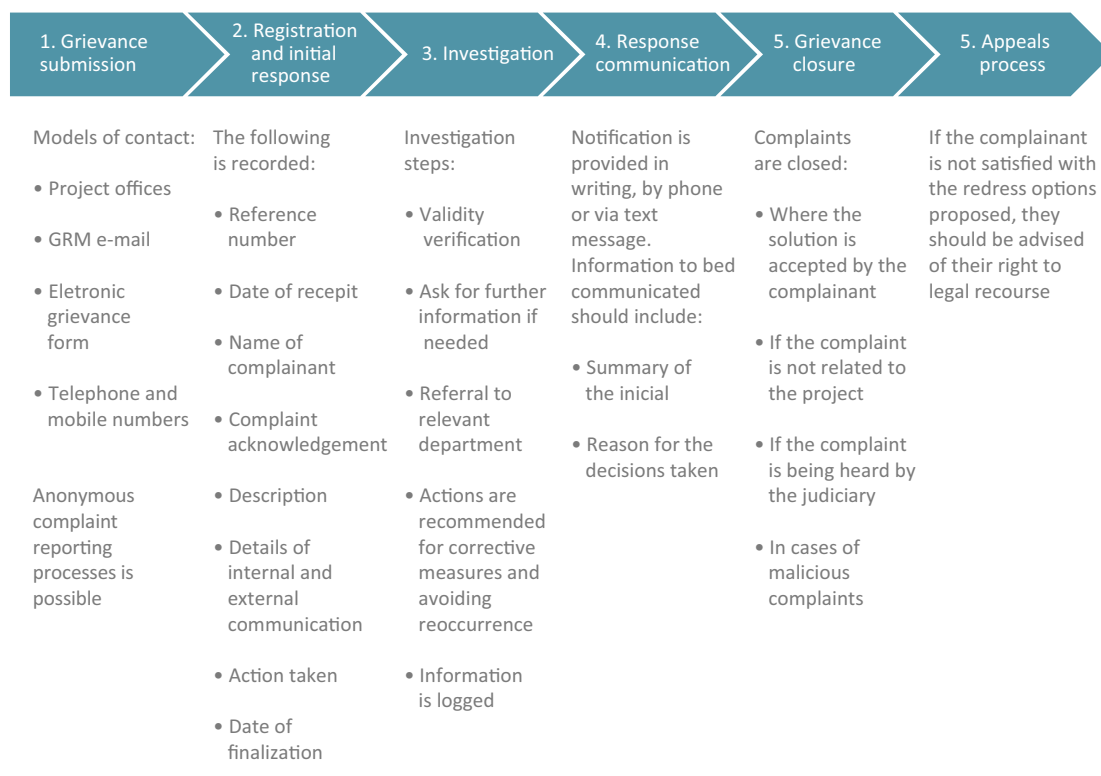 1. Grievance
submission
2. Registration
and initial
response
3. Investigation
4. Response
communication
5. Grievance
closure
5. Appeals
process
Models of contact:
• Project offices
• GRM e-mail
• Eletronic
grievance
form
• Telephone and
mobile numbers
Anonymous
complaint
reporting
processes is
possible
The following
is recorded:
• Reference
number
• Date of recepit
• Name of
complainant
• Complaint
acknowledgement
• Description
• Details of
internal and
external
communication
• Action taken
• Date of
finalization
Investigation
steps:
• Validity
verification
• Ask for further
information if
needed
• Referral to
relevant
department
• Actions are
recommended
for corrective
measures and
avoiding
reoccurrence
• Information
is logged
Notification is
provided in
writing, by phone
or via text
message.
Information to bed
communicated
should include:
• Summary of
the inicial
• Reason for the
decisions taken
Complaints
are closed:
• Where the
solution is
accepted by the
complainant
• If the complaint
is not related to
the project
• If the complaint
is being heard by
the judiciary
• In cases of
malicious
complaints
If the complainant
is not satisfied with
the redress options
proposed, they
should be advised
of their right to
legal recourse